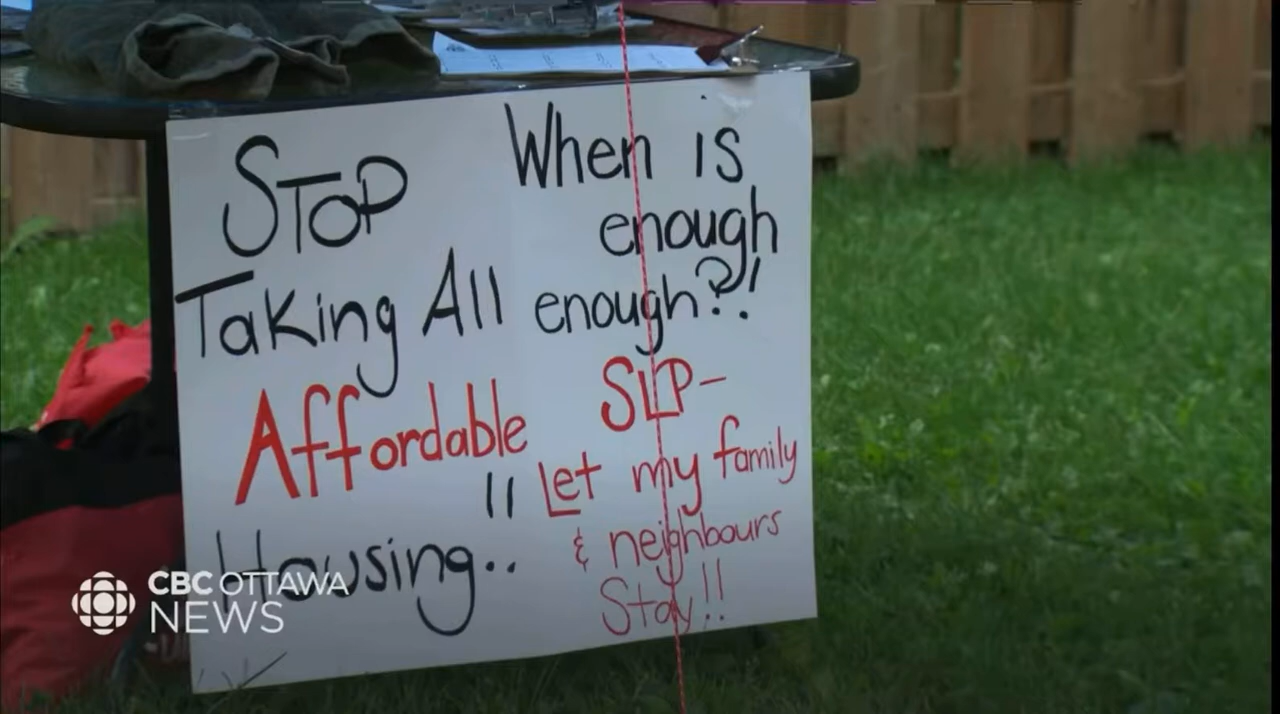 STOP
Taking All
Affordable
Housing..!!
When is
enough
enough?!
SLP-
Let my family
& neighbours
Stay!!
CBC OTTAWA
NEWS